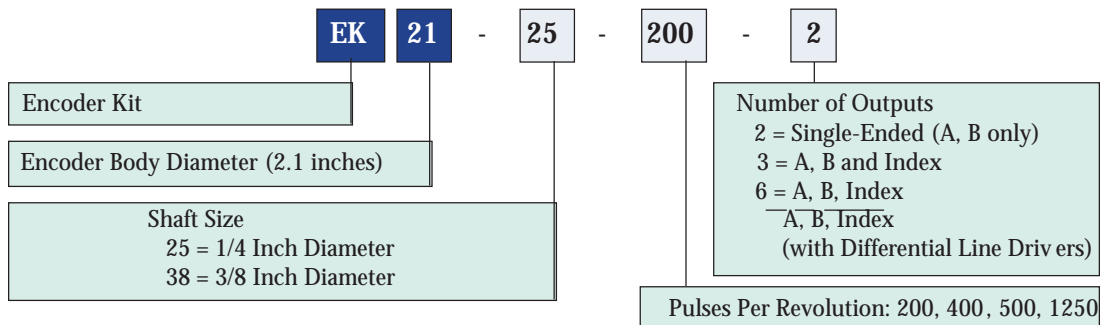 EK 21 - 25 - 200 - 2
Encoder Kit
Encoder Body Diameter (2.1 inches)
Shaft Size
25 = 1/4 Inch Diameter
38 = 3/8 Inch Diameter
Number of Outputs
2 = Single-Ended (A, B only)
3 = A, B and Index
6 = A, B, Index
A̅, B̅, I̅n̅d̅e̅x̅
(with Differential Line Driv ers)
Pulses Per Revolution: 200, 400, 500, 1250